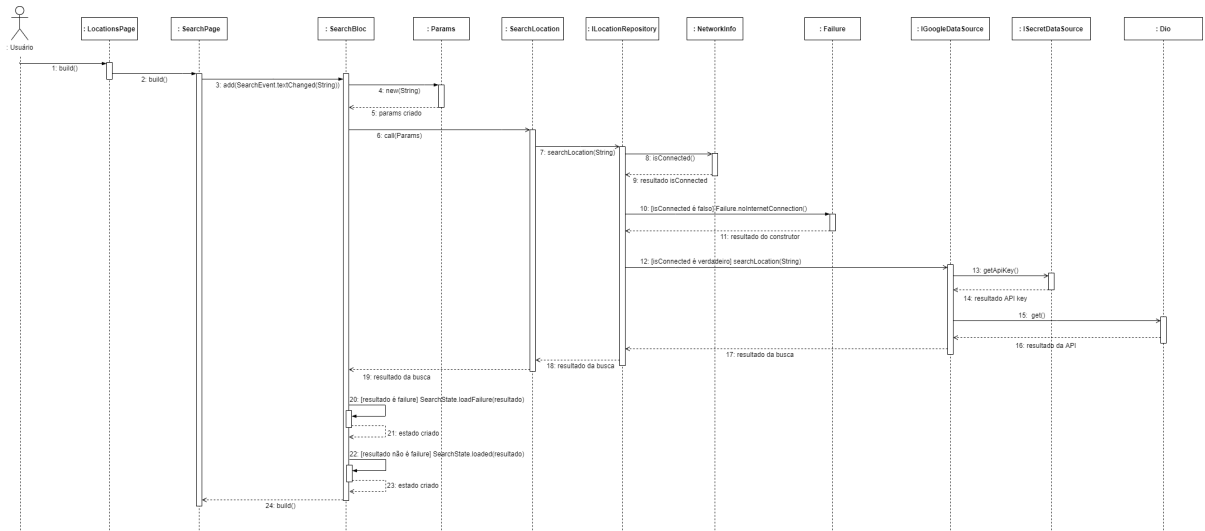 : Usuário
: LocationsPage
: SearchPage
: SearchBloc
: Params
: SearchLocation
: ILocationRepository
: NetworkInfo
: Failure
: IGoogleDataSource
: ISecretDataSource
: Dio
1: build()
2: build()
3: add(SearchEvent.textChanged(String))
4: new(String)
5: params criado
6: call(Params)
7: searchLocation(String)
8: isConnected()
9: resultado isConnected
10: [isConnected é falso] Failure.noInternetConnection()
11: resultado do construtor
12: [isConnected é verdadeiro] searchLocation(String)
13: getApiKey()
14: resultado API key
15: .get()
16: resultado da API
17: resultado da busca
18: resultado da busca
19: resultado da busca
20: [resultado é failure] SearchState.loadFailure(resultado)
21: estado criado
22: [resultado não é failure] SearchState.loaded(resultado)
23: estado criado
24: build()